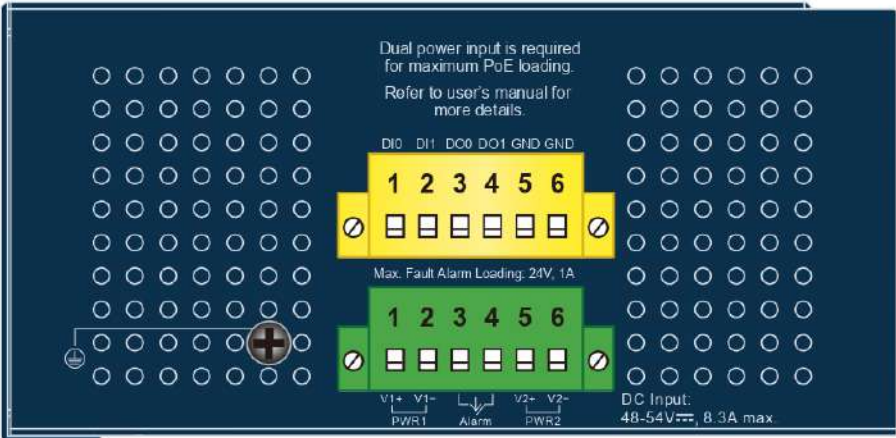 Dual power input is required
for maximum PoE loading.
Refer to user's manual for
more details.
DI0 DI1 DO0 DO1 GND GND
1 2 3 4 5 6
Max. Fault Alarm Loading: 24V, 1A
1 2 3 4 5 6
V1+ V1− V2+ V2−
PWR1 Alarm PWR2
DC Input:
48-54V⎓, 8.3A max.